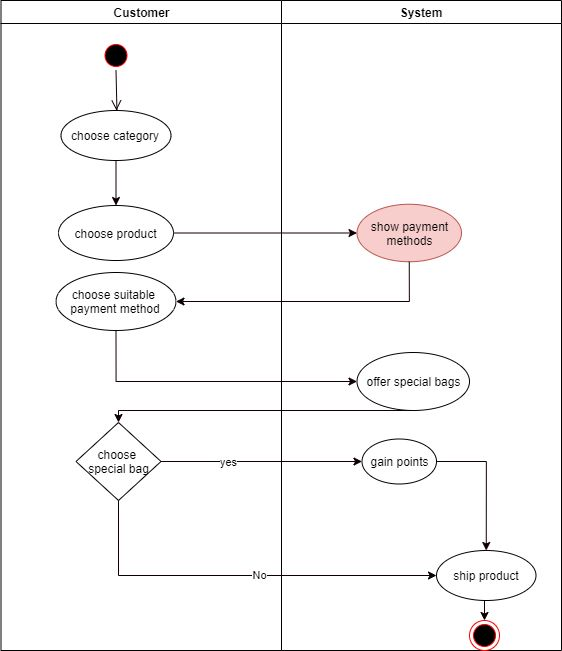 Customer
System
choose category
choose product
show payment
methods
choose suitable
payment method
offer special bags
choose
special bag
yes
gain points
No
ship product